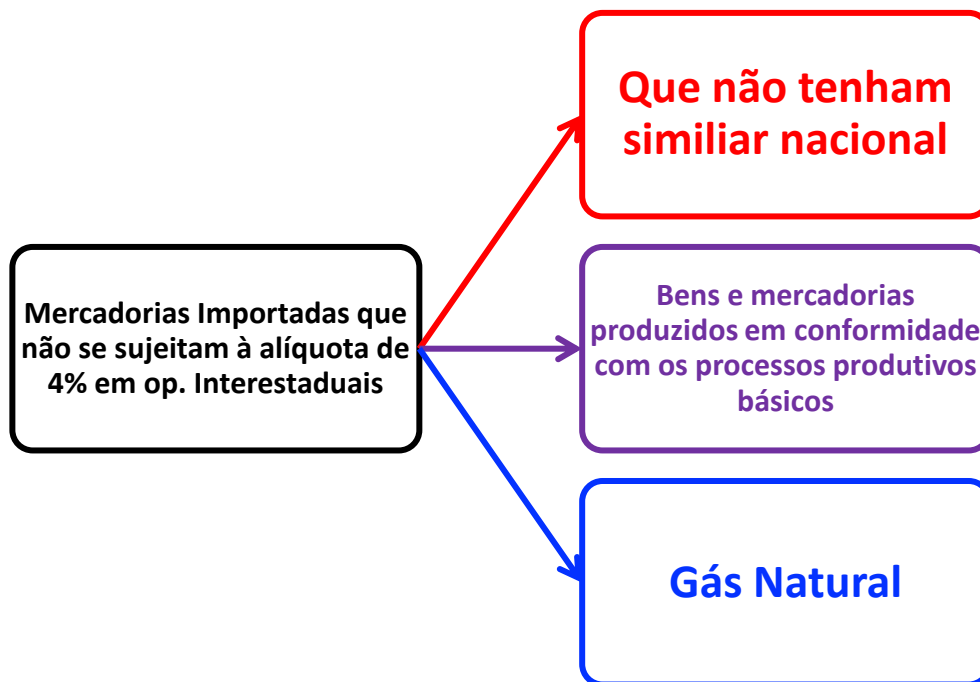 Que não tenham
similiar nacional
Mercadorias Importadas que
não se sujeitam à alíquota de
4% em op. Interestaduais
Bens e mercadorias
produzidos em conformidade
com os processos produtivos
básicos
Gás Natural